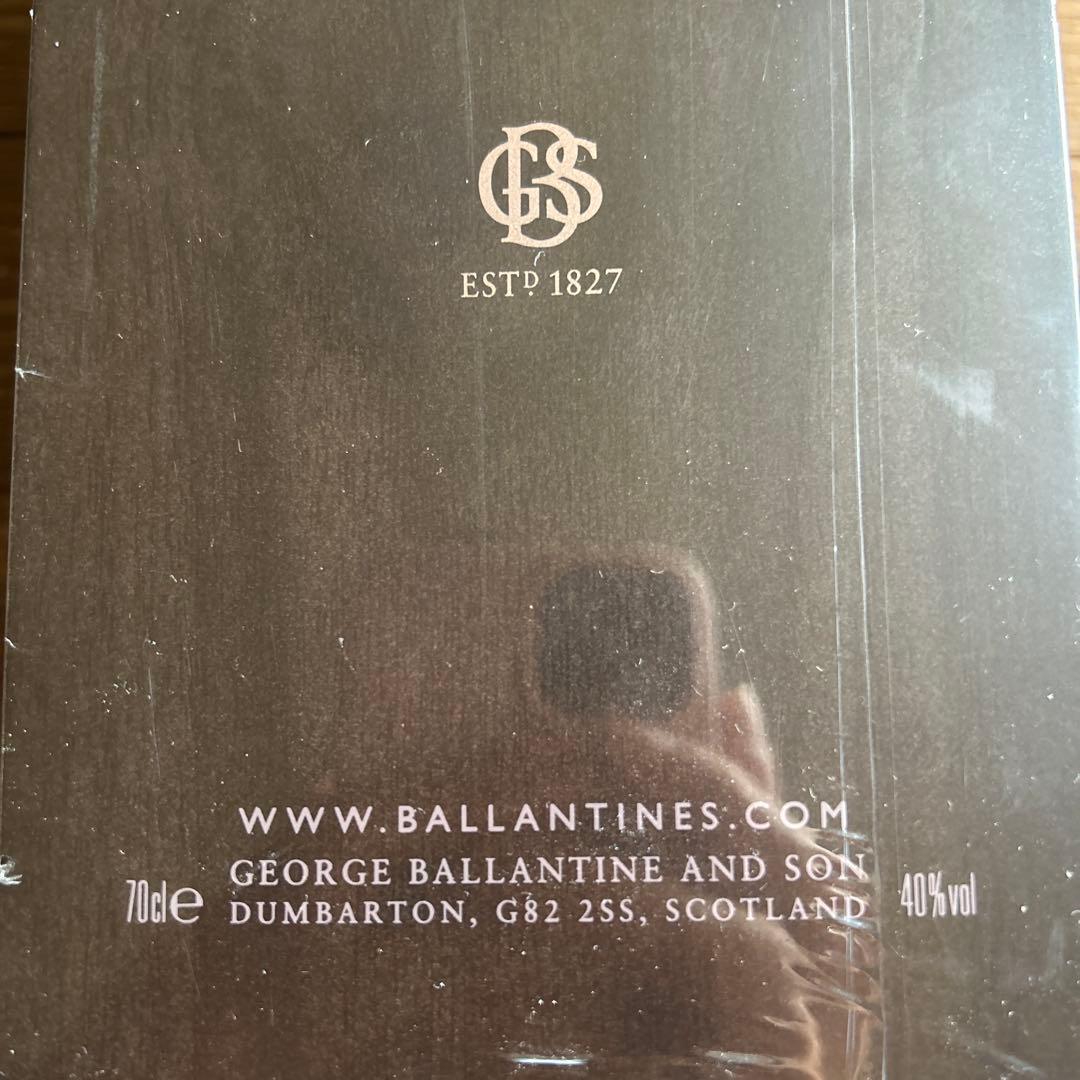 GBS
ESTD. 1827
WWW.BALLANTINES.COM
GEORGE BALLANTINE AND SON
70cl e DUMBARTON, G82 2SS, SCOTLAND 40%vol